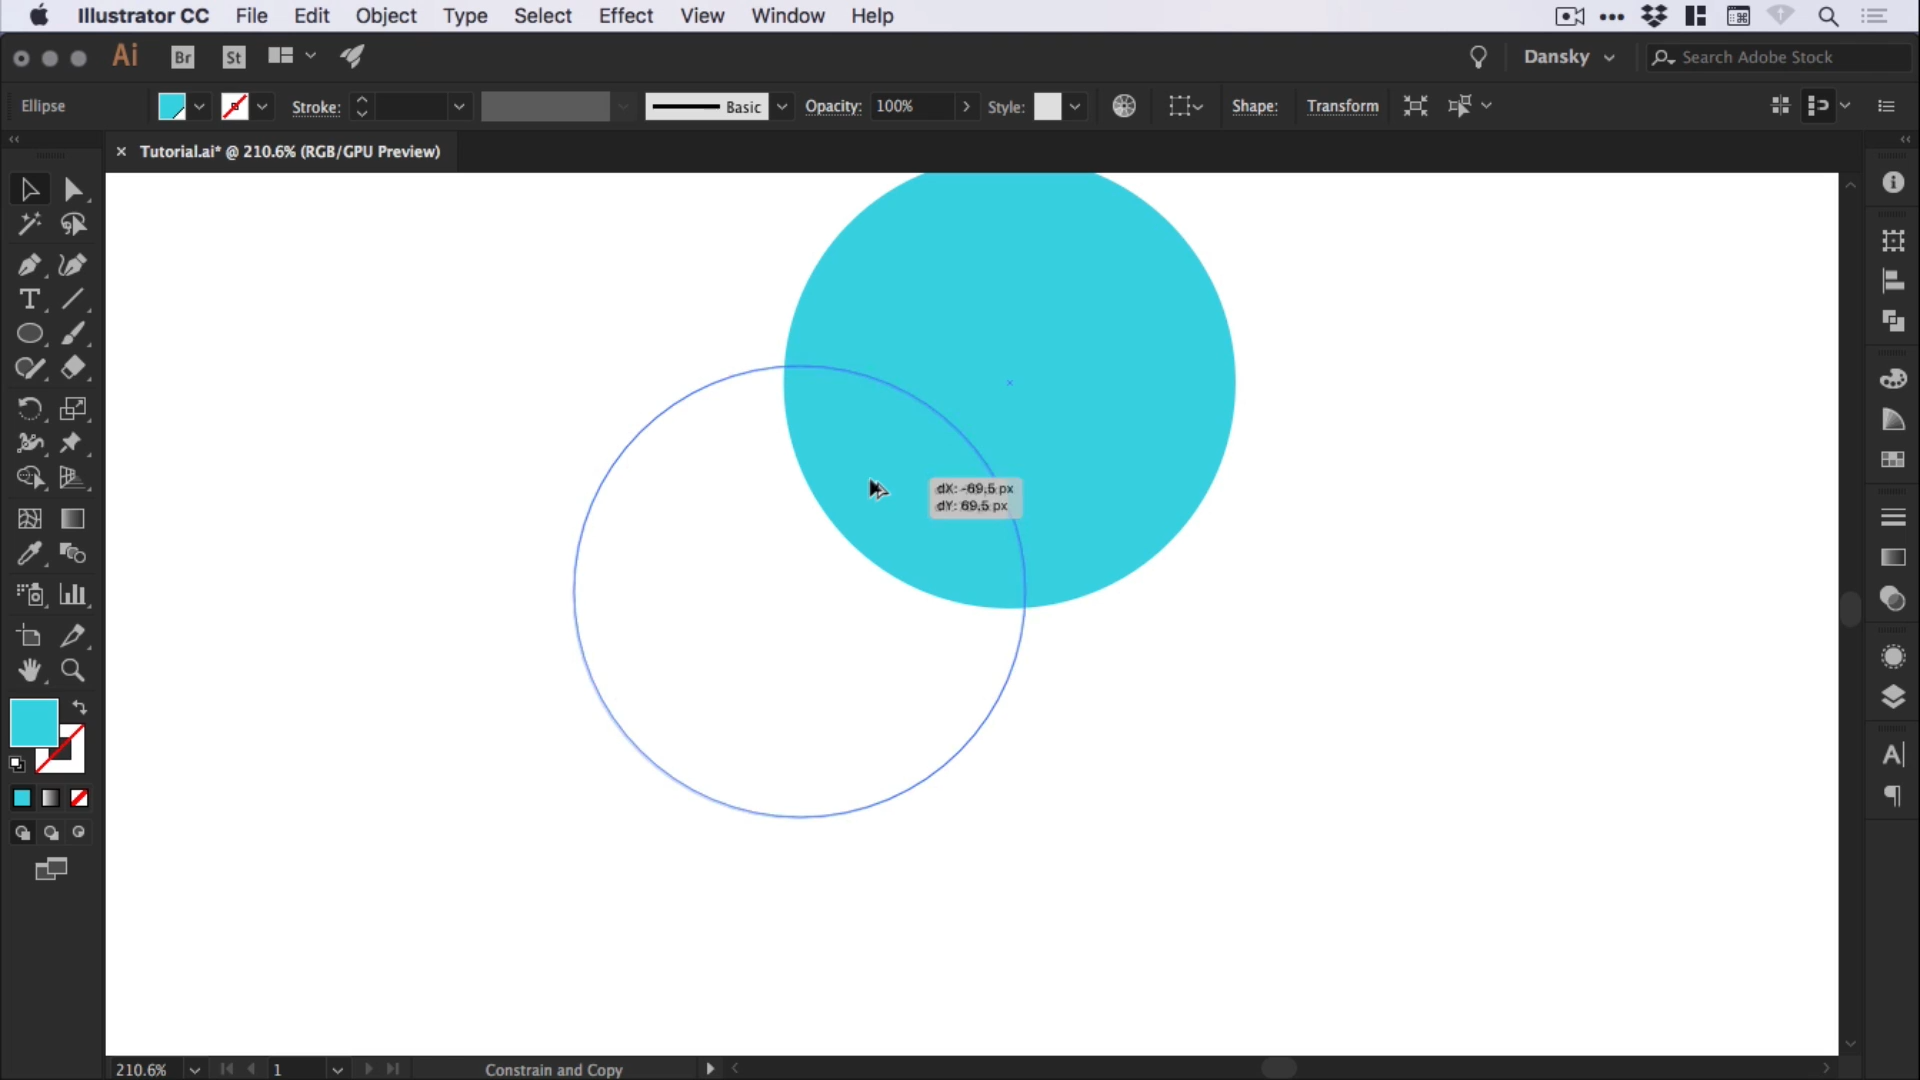 Illustrator CC File Edit Object Type Select Effect View Window Help
Ai Br St Dansky Search Adobe Stock
Ellipse Stroke: Basic Opacity: 100% Style: Shape: Transform
Tutorial.ai* @ 210.6% (RGB/GPU Preview)
dX: -69.5 px
dY: 69.5 px
210.6% 1 Constrain and Copy